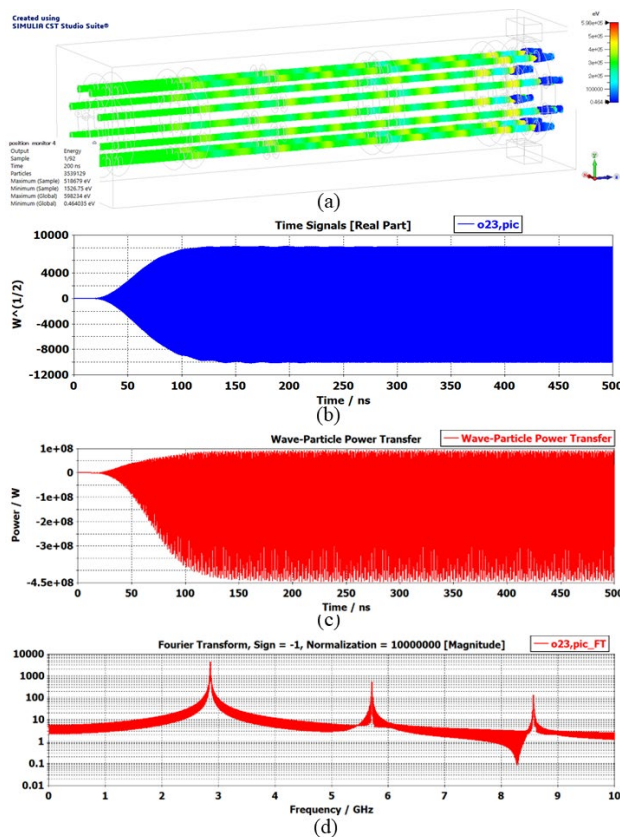 Created using
SIMULIA CST Studio Suite®
eV
5.98e+05
5e+05
4e+05
3e+05
2e+05
100000
0.464
position monitor 4
Output Energy
Sample 1/92
Time 200 ns
Particles 3539129
Maximum (Sample) 518679 eV
Minimum (Sample) 1526.75 eV
Maximum (Global) 598234 eV
Minimum (Global) 0.464035 eV
(a)
Time Signals [Real Part]
o23,pic
W^(1/2)
10000
8000
4000
0
-4000
-8000
-12000
0 50 100 150 200 250 300 350 400 450 500
Time / ns
(b)
Wave-Particle Power Transfer
Wave-Particle Power Transfer
Power / W
1e+08
0
-1e+08
-2e+08
-3e+08
-4.5e+08
0 50 100 150 200 250 300 350 400 450 500
Time / ns
(c)
Fourier Transform, Sign = -1, Normalization = 10000000 [Magnitude]
o23,pic_FT
10000
1000
100
10
1
0.1
0.01
0 1 2 3 4 5 6 7 8 9 10
Frequency / GHz
(d)